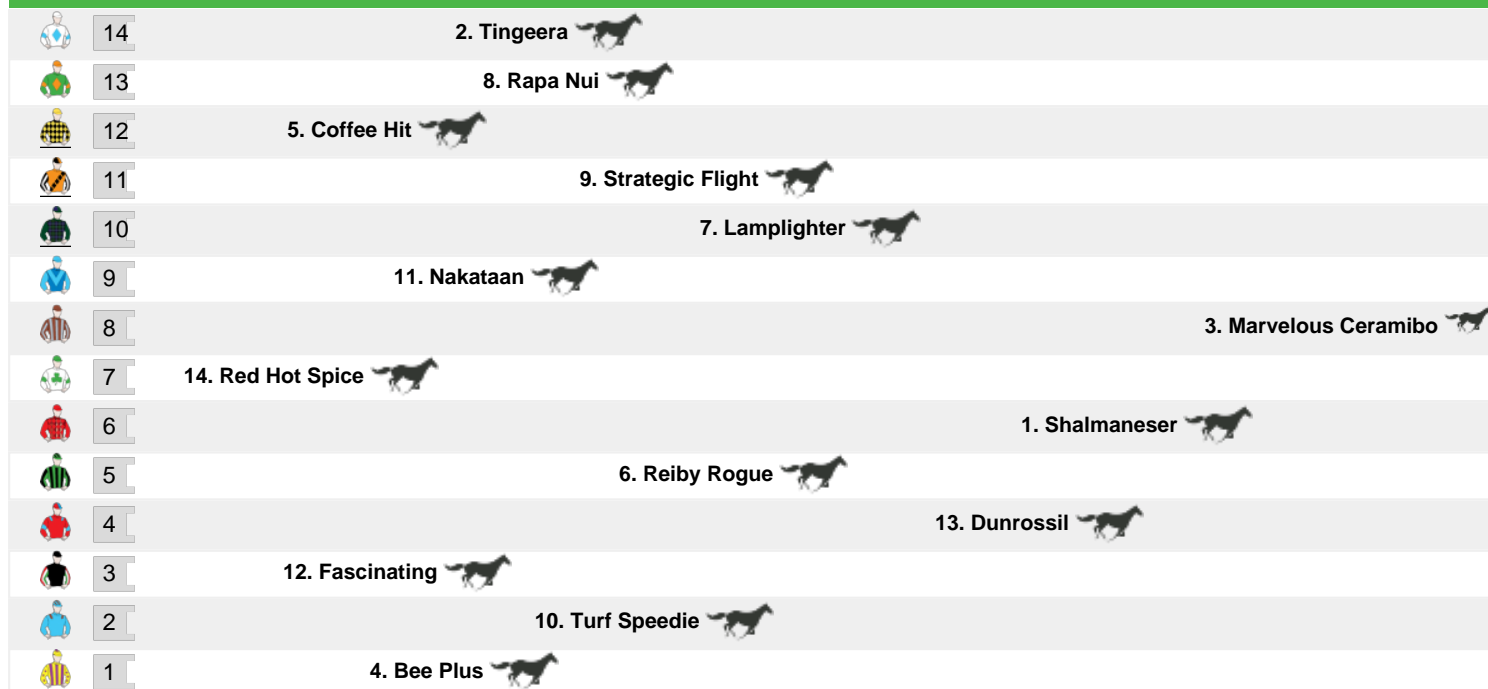 14 2. Tingeera
13 8. Rapa Nui
12 5. Coffee Hit
11 9. Strategic Flight
10 7. Lamplighter
9 11. Nakataan
8 3. Marvelous Ceramibo
7 14. Red Hot Spice
6 1. Shalmaneser
5 6. Reiby Rogue
4 13. Dunrossil
3 12. Fascinating
2 10. Turf Speedie
1 4. Bee Plus